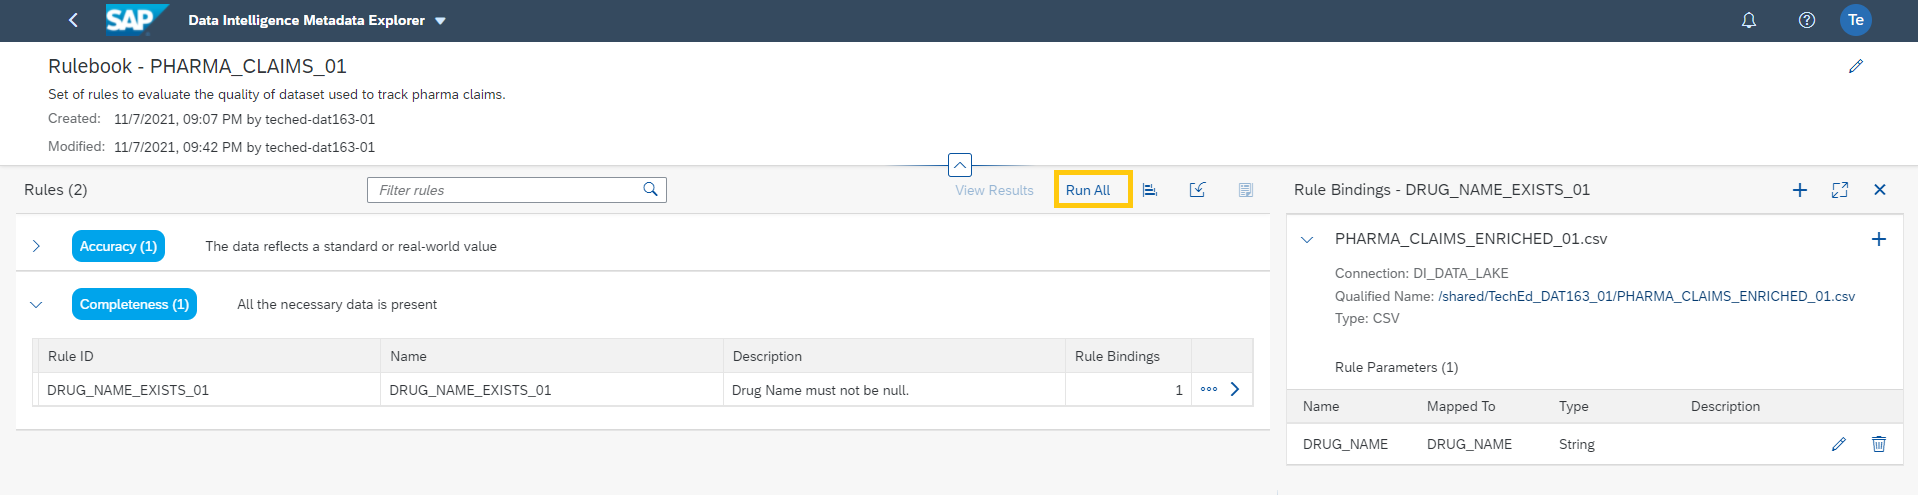 SAP Data Intelligence Metadata Explorer Te
Rulebook - PHARMA_CLAIMS_01
Set of rules to evaluate the quality of dataset used to track pharma claims.
Created: 11/7/2021, 09:07 PM by teched-dat163-01
Modified: 11/7/2021, 09:42 PM by teched-dat163-01
Rules (2) Filter rules View Results Run All
Accuracy (1) The data reflects a standard or real-world value
Completeness (1) All the necessary data is present
Rule ID Name Description Rule Bindings
DRUG_NAME_EXISTS_01 DRUG_NAME_EXISTS_01 Drug Name must not be null. 1
Rule Bindings - DRUG_NAME_EXISTS_01
PHARMA_CLAIMS_ENRICHED_01.csv
Connection: DI_DATA_LAKE
Qualified Name: /shared/TechEd_DAT163_01/PHARMA_CLAIMS_ENRICHED_01.csv
Type: CSV
Rule Parameters (1)
Name Mapped To Type Description
DRUG_NAME DRUG_NAME String